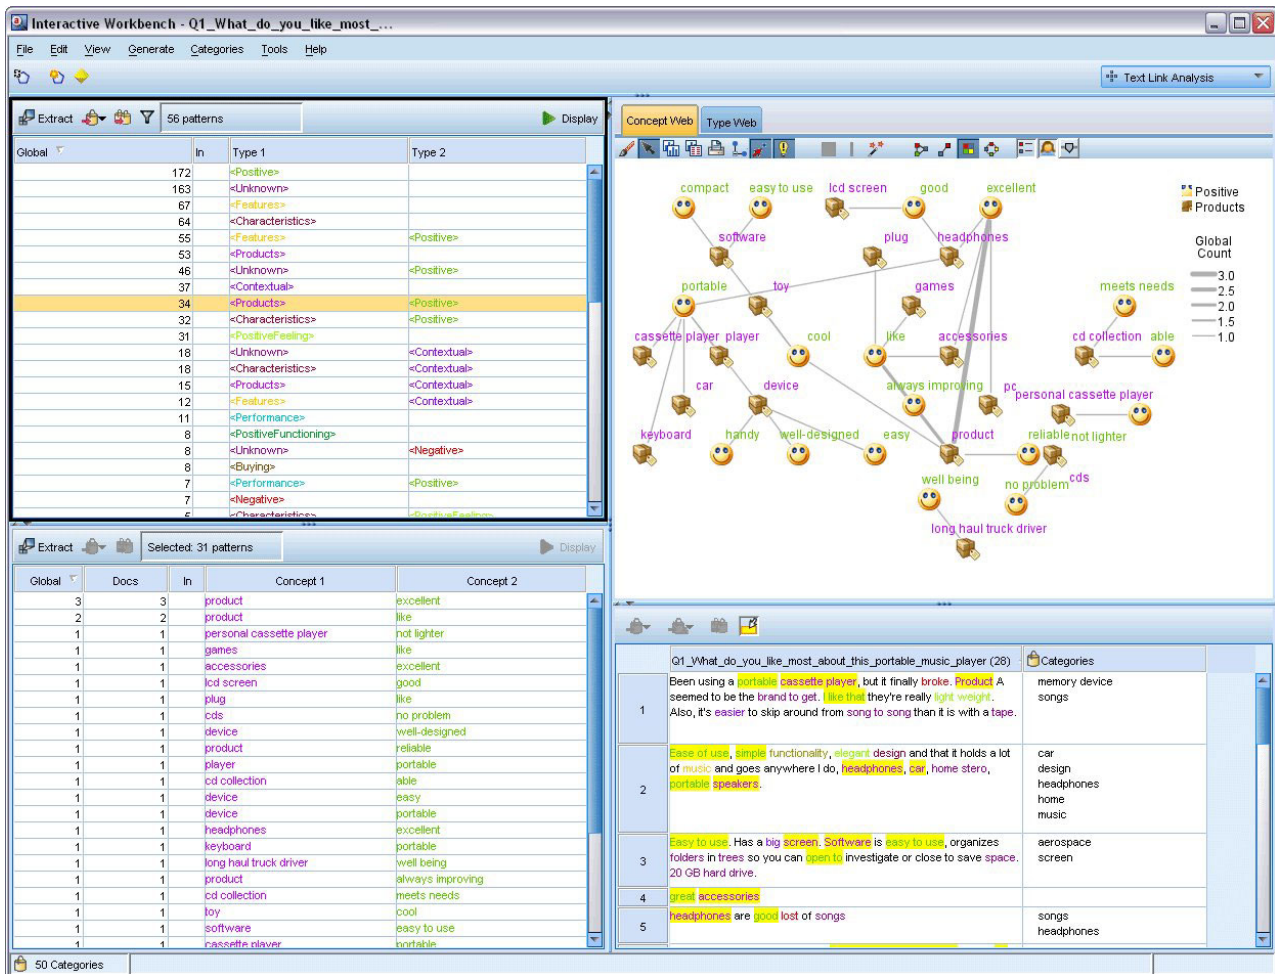 Interactive Workbench - Q1_What_do_you_like_most_...
File Edit View Generate Categories Tools Help
Text Link Analysis
Extract 56 patterns Display
Global In Type 1 Type 2
172 <Positive>
163 <Unknown>
67 <Features>
64 <Characteristics>
55 <Features> <Positive>
53 <Products>
46 <Unknown> <Positive>
37 <Contextual>
34 <Products> <Positive>
32 <Characteristics> <Positive>
31 <PositiveFeeling>
18 <Unknown> <Contextual>
18 <Characteristics> <Contextual>
15 <Products> <Contextual>
12 <Features> <Contextual>
11 <Performance>
8 <PositiveFunctioning>
8 <Unknown> <Negative>
8 <Buying>
7 <Performance> <Positive>
7 <Negative>
5 <Characteristics> <PositiveFeeling>
Extract Selected: 31 patterns Display
Global Docs In Concept 1 Concept 2
3 3 product excellent
2 2 product like
1 1 personal cassette player not lighter
1 1 games like
1 1 accessories excellent
1 1 lcd screen good
1 1 plug like
1 1 cds no problem
1 1 device well-designed
1 1 product reliable
1 1 player portable
1 1 cd collection able
1 1 device easy
1 1 device portable
1 1 headphones excellent
1 1 keyboard portable
1 1 long haul truck driver well being
1 1 product always improving
1 1 cd collection meets needs
1 1 toy cool
1 1 software easy to use
1 1 cassette player portable
50 Categories
Concept Web Type Web
compact easy to use lcd screen good excellent
Positive
Products
software plug headphones
Global
Count
3.0
2.5
2.0
1.5
1.0
portable toy games meets needs
cassette player player cool like accessories cd collection able
car device always improving pc personal cassette player
keyboard handy well-designed easy product reliable not lighter
well being no problem cds
long haul truck driver
Q1_What_do_you_like_most_about_this_portable_music_player (28) Categories
1 Been using a portable cassette player, but it finally broke. Product A memory device
seemed to be the brand to get. I like that they're really light weight. songs
Also, it's easier to skip around from song to song than it is with a tape.
2 Ease of use, simple functionality, elegant design and that it holds a lot car
of music and goes anywhere I do, headphones, car, home stero, design
portable speakers. headphones
home
music
3 Easy to use. Has a big screen. Software is easy to use, organizes aerospace
folders in trees so you can open to investigate or close to save space. screen
20 GB hard drive.
4 great accessories
5 headphones are good lost of songs songs
headphones